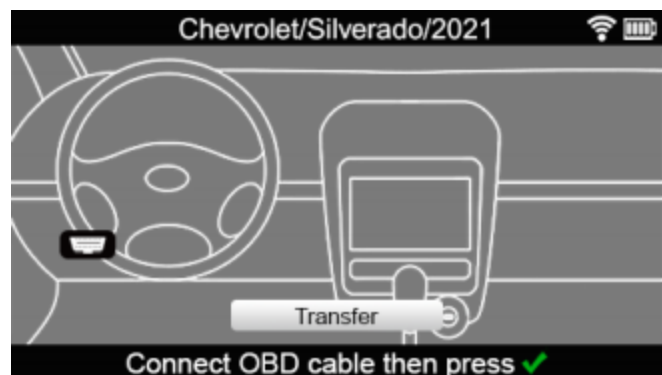 Chevrolet/Silverado/2021
Transfer
Connect OBD cable then press